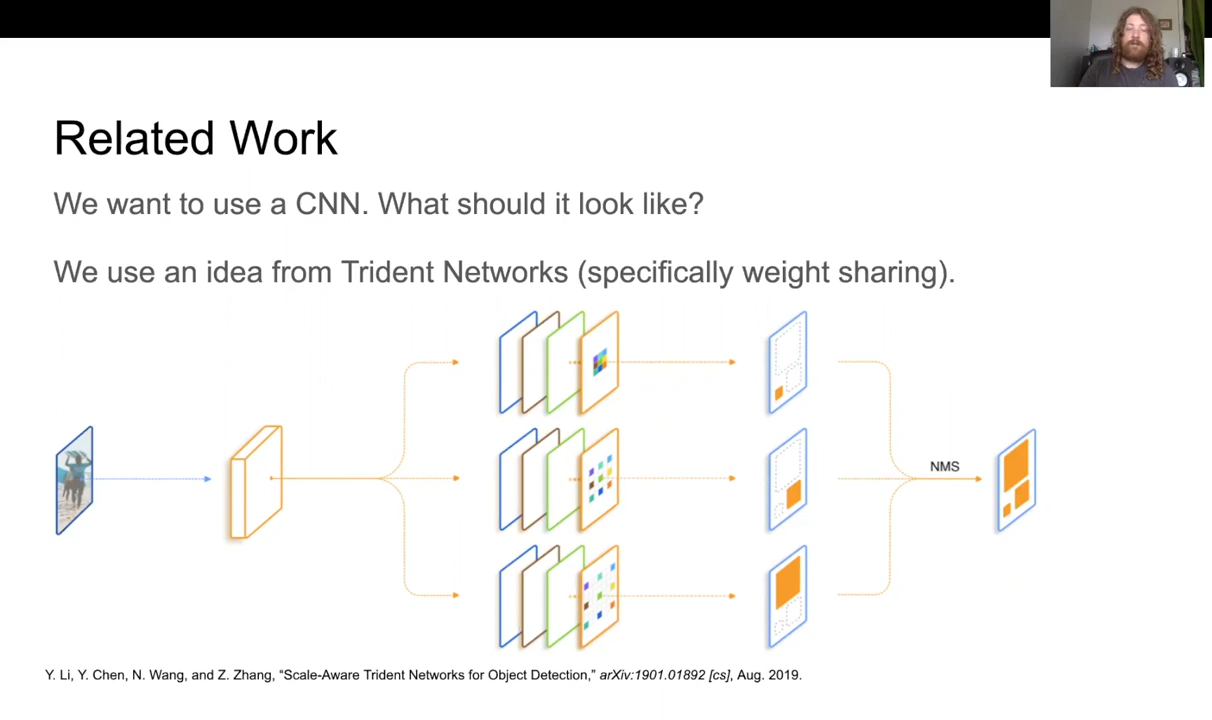 Related Work
We want to use a CNN. What should it look like?
We use an idea from Trident Networks (specifically weight sharing).
NMS
Y. Li, Y. Chen, N. Wang, and Z. Zhang, “Scale-Aware Trident Networks for Object Detection,” arXiv:1901.01892 [cs], Aug. 2019.